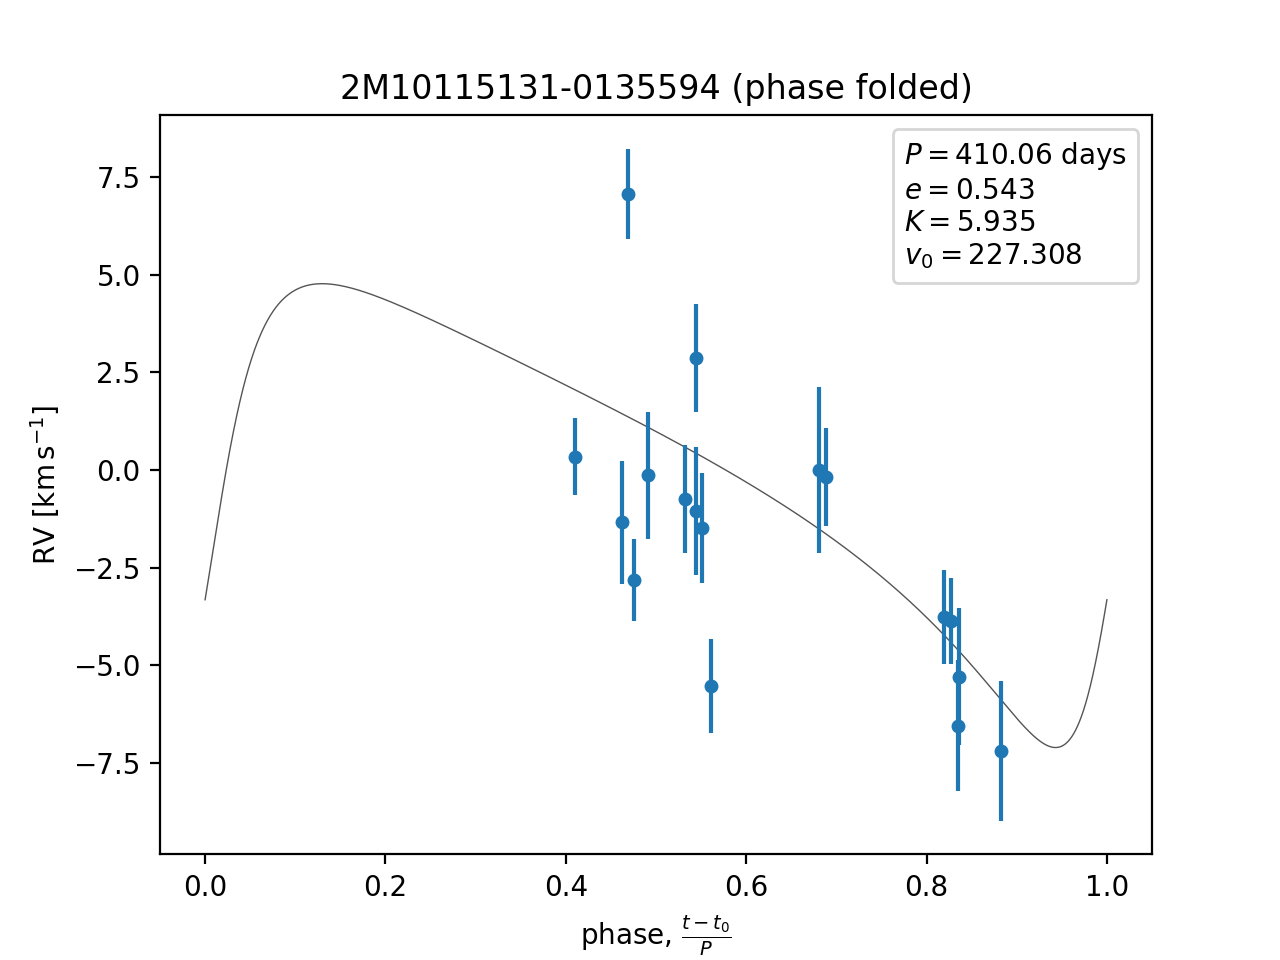 2M10115131-0135594 (phase folded)
P = 410.06 days
e = 0.543
K = 5.935
v₀ = 227.308
RV [km s⁻¹]
7.5
5.0
2.5
0.0
−2.5
−5.0
−7.5
0.0 0.2 0.4 0.6 0.8 1.0
phase, (t − t₀)/P